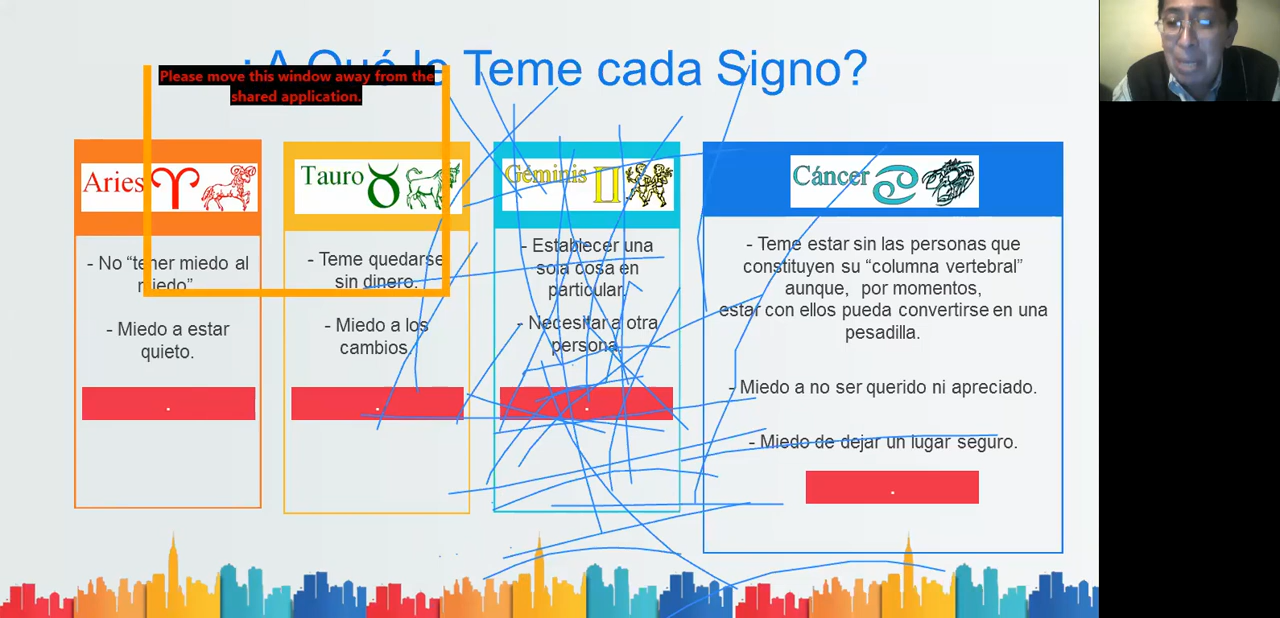 ¿A Qué le Teme cada Signo?
Please move this window away from the
shared application.
Aries
- No “tener miedo al
miedo”
- Miedo a estar
quieto.
.
Tauro
- Teme quedarse
sin dinero.
- Miedo a los
cambios.
.
Géminis
- Establecer una
sola cosa en
particular.
- Necesitar a otra
persona.
.
Cáncer
- Teme estar sin las personas que
constituyen su “columna vertebral”
aunque, por momentos,
estar con ellos pueda convertirse en una
pesadilla.
- Miedo a no ser querido ni apreciado.
- Miedo de dejar un lugar seguro.
.